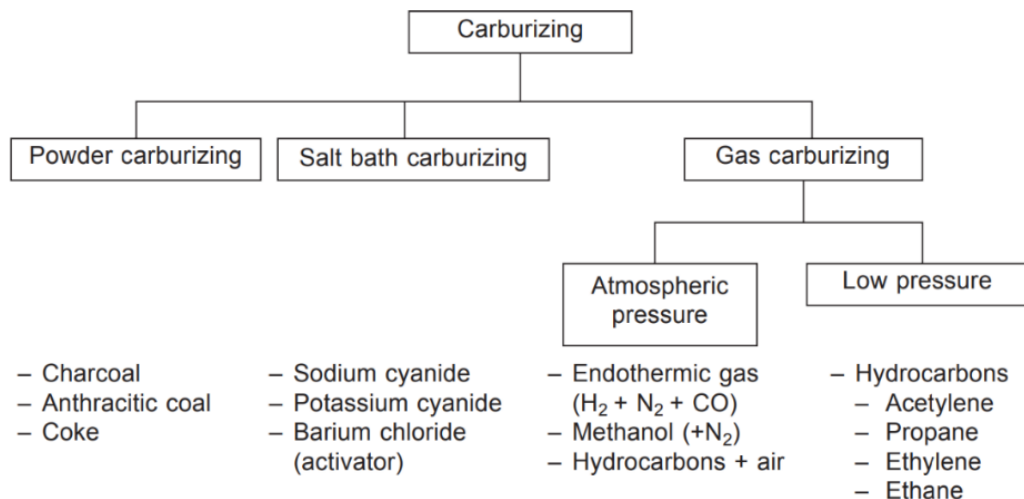 Carburizing
Powder carburizing
Salt bath carburizing
Gas carburizing
Atmospheric
pressure
Low pressure
– Charcoal
– Anthracitic coal
– Coke
– Sodium cyanide
– Potassium cyanide
– Barium chloride
(activator)
– Endothermic gas
(H₂ + N₂ + CO)
– Methanol (+N₂)
– Hydrocarbons + air
– Hydrocarbons
– Acetylene
– Propane
– Ethylene
– Ethane